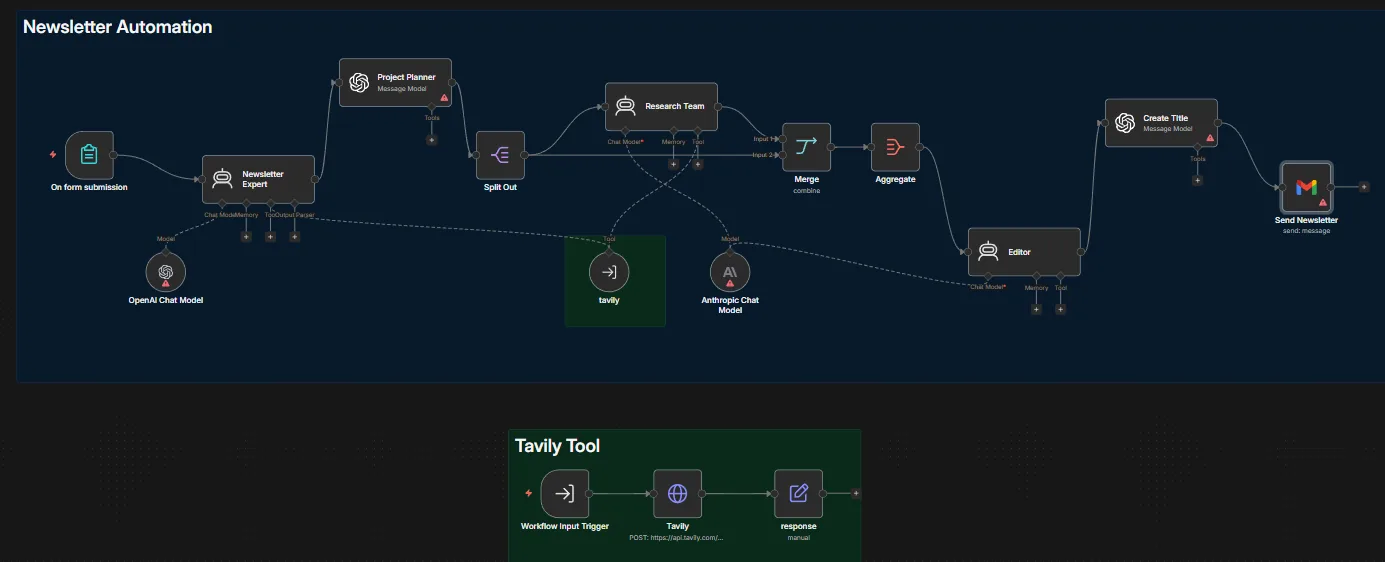 Newsletter Automation
Project Planner
Message Model
Tools
Research Team
Chat Model*
Memory
Tool
Create Title
Message Model
Tools
On form submission
Newsletter
Expert
Chat Model
Memory
Tool
Output Parser
Split Out
Input 1
Input 2
Merge
combine
Aggregate
Send Newsletter
send: message
Model
OpenAI Chat Model
Tool
tavily
Model
Anthropic Chat
Model
Editor
Chat Model*
Memory
Tool
Tavily Tool
Workflow Input Trigger
Tavily
POST: https://api.tavily.com/...
response
manual